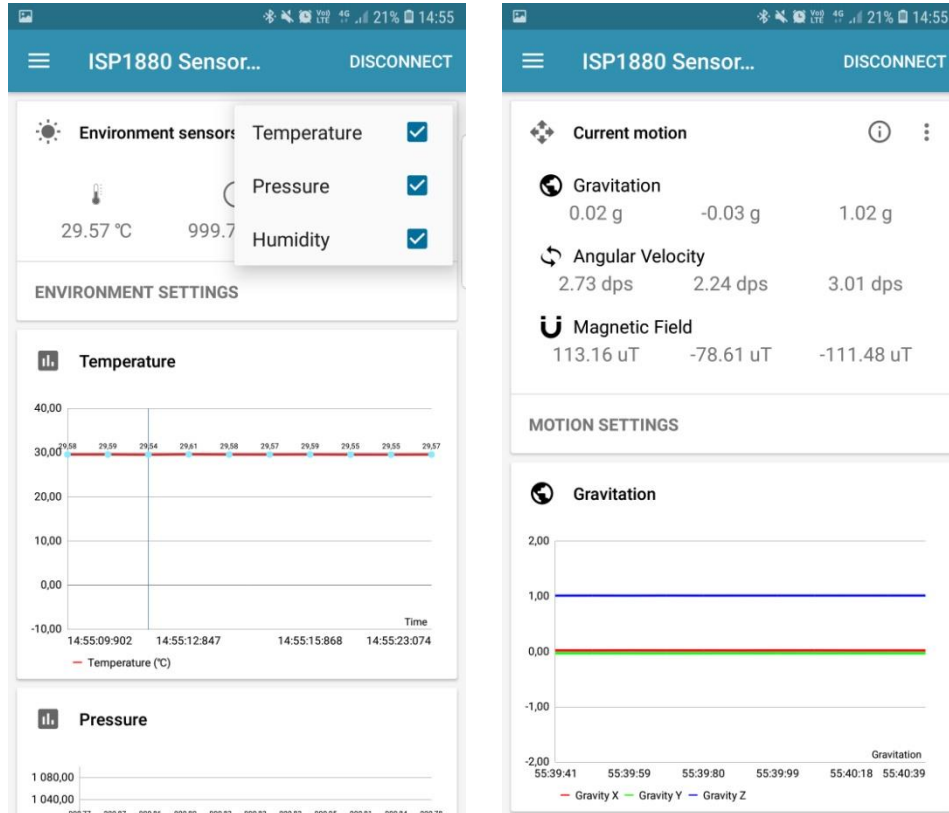 21% 14:55
ISP1880 Sensor... DISCONNECT
Environment sensors
Temperature
Pressure
Humidity
29.57 °C 999.7
ENVIRONMENT SETTINGS
Temperature
40,00
30,00
20,00
10,00
0,00
-10,00
29,58 29,59 29,54 29,61 29,58 29,57 29,59 29,55 29,55 29,57
Time
14:55:09:902 14:55:12:847 14:55:15:868 14:55:23:074
Temperature (°C)
Pressure
1 080,00
1 040,00
21% 14:55
ISP1880 Sensor... DISCONNECT
Current motion
Gravitation
0.02 g -0.03 g 1.02 g
Angular Velocity
2.73 dps 2.24 dps 3.01 dps
Magnetic Field
113.16 uT -78.61 uT -111.48 uT
MOTION SETTINGS
Gravitation
2,00
1,00
0,00
-1,00
-2,00
Gravitation
55:39:41 55:39:59 55:39:80 55:39:99 55:40:18 55:40:39
Gravity X Gravity Y Gravity Z